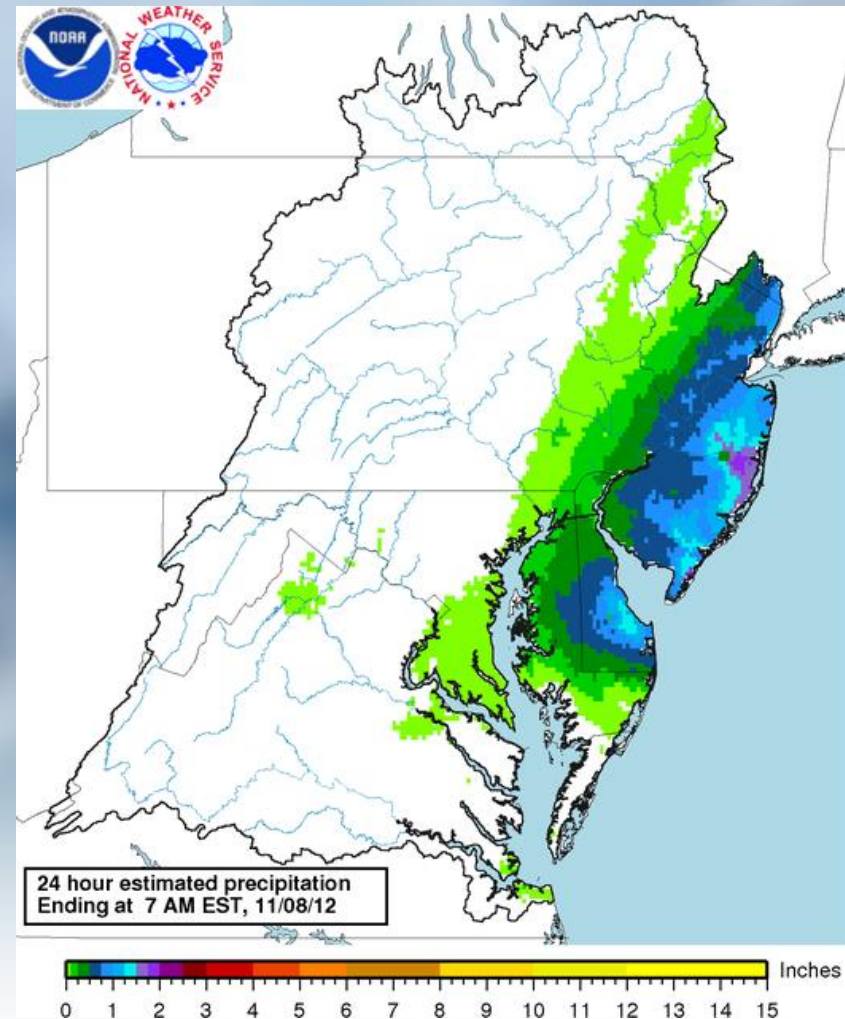 NOAA
NATIONAL WEATHER SERVICE
24 hour estimated precipitation
Ending at 7 AM EST, 11/08/12
Inches
0 1 2 3 4 5 6 7 8 9 10 11 12 13 14 15